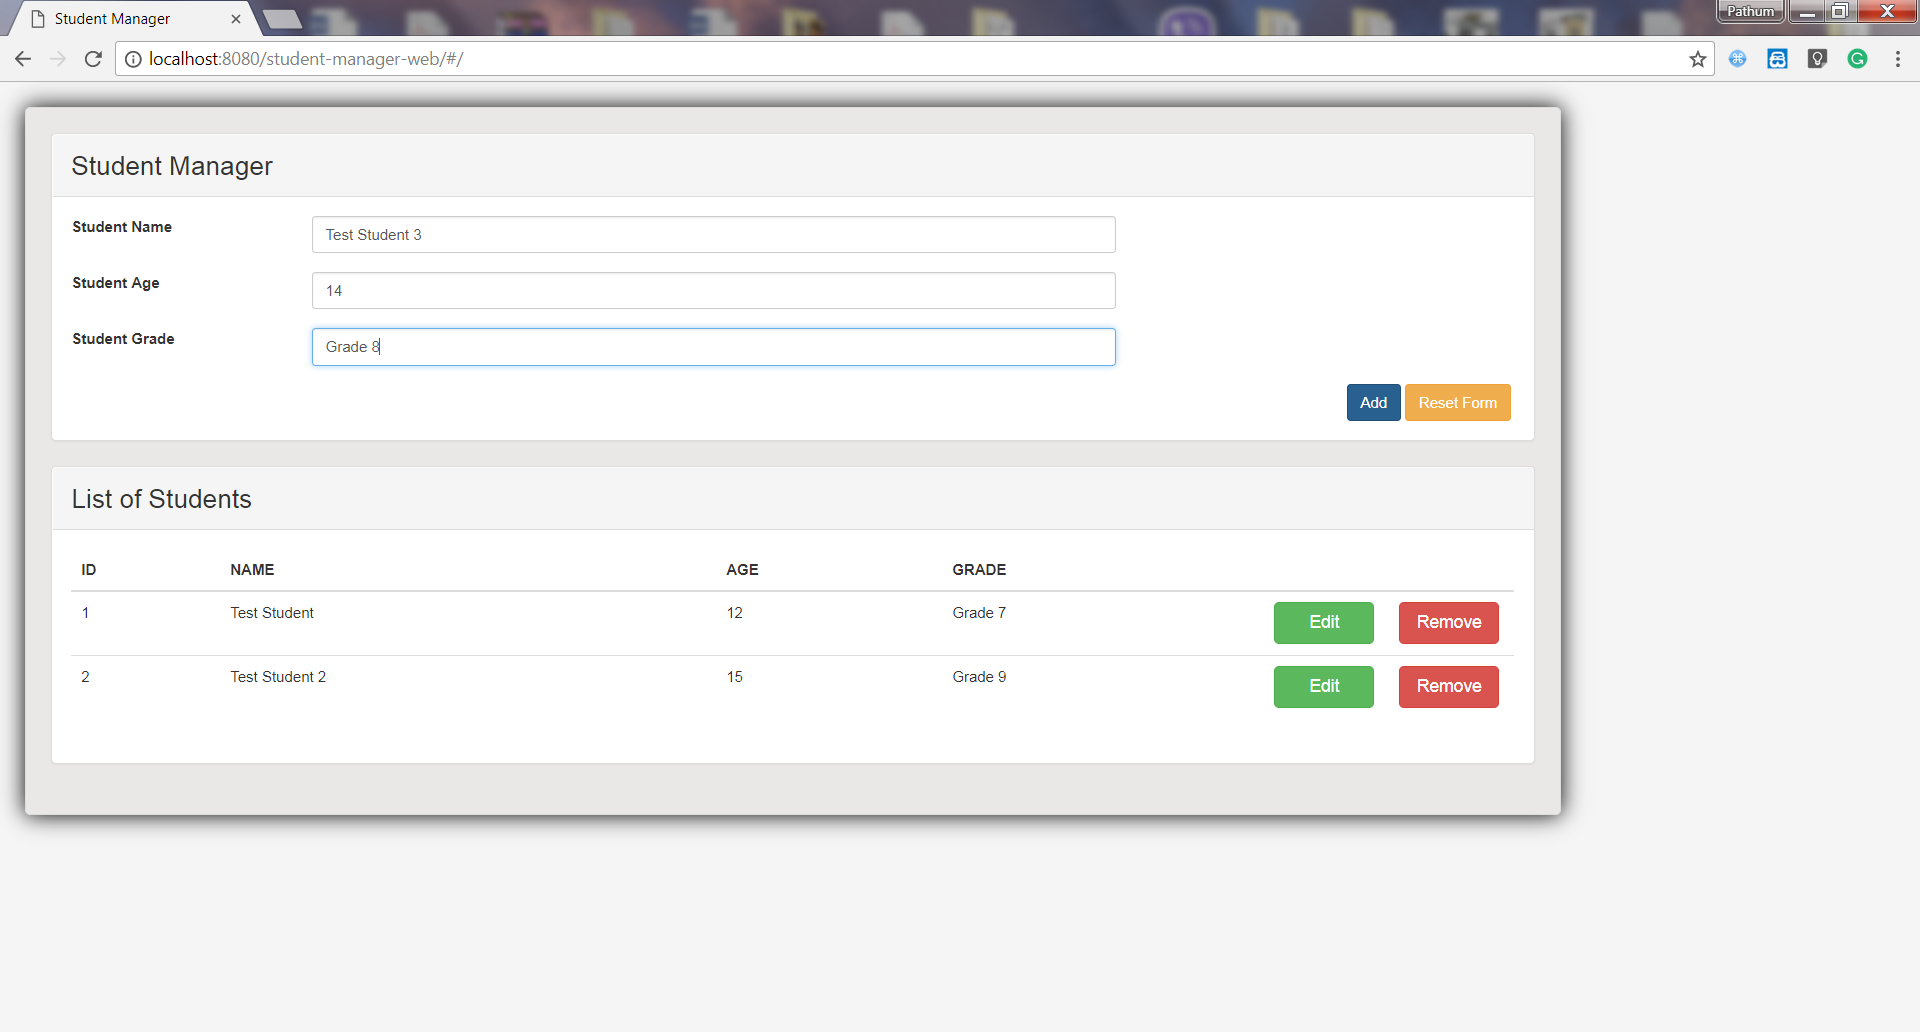 Student Manager
Pathum
localhost:8080/student-manager-web/#/
Student Manager
Student Name
Test Student 3
Student Age
14
Student Grade
Grade 8
Add Reset Form
List of Students
ID NAME AGE GRADE
1 Test Student 12 Grade 7 Edit Remove
2 Test Student 2 15 Grade 9 Edit Remove